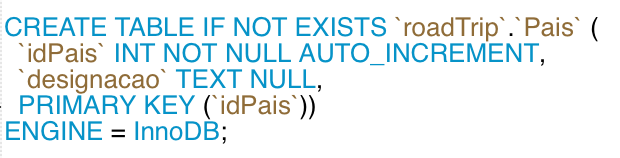 CREATE TABLE IF NOT EXISTS `roadTrip`.`Pais` (
`idPais` INT NOT NULL AUTO_INCREMENT,
`designacao` TEXT NULL,
PRIMARY KEY (`idPais`))
ENGINE = InnoDB;